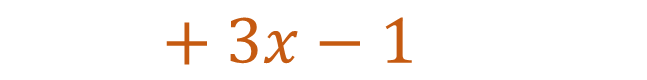 + 3𝑥 − 1